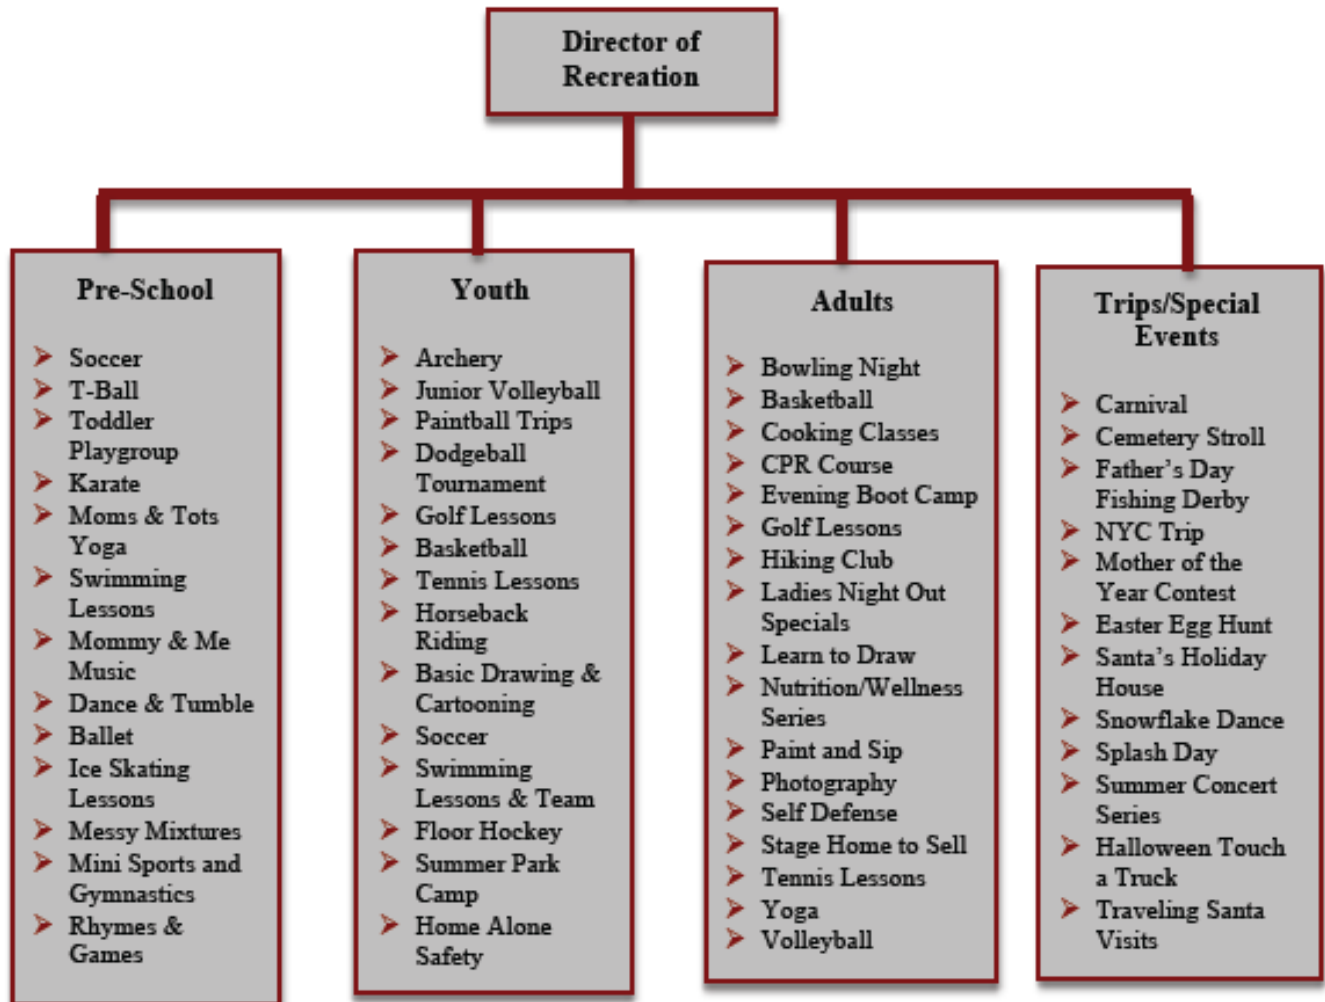 Director of
Recreation
Pre-School
Soccer
T-Ball
Toddler
Playgroup
Karate
Moms & Tots
Yoga
Swimming
Lessons
Mommy & Me
Music
Dance & Tumble
Ballet
Ice Skating
Lessons
Messy Mixtures
Mini Sports and
Gymnastics
Rhymes &
Games
Youth
Archery
Junior Volleyball
Paintball Trips
Dodgeball
Tournament
Golf Lessons
Basketball
Tennis Lessons
Horseback
Riding
Basic Drawing &
Cartooning
Soccer
Swimming
Lessons & Team
Floor Hockey
Summer Park
Camp
Home Alone
Safety
Adults
Bowling Night
Basketball
Cooking Classes
CPR Course
Evening Boot Camp
Golf Lessons
Hiking Club
Ladies Night Out
Specials
Learn to Draw
Nutrition/Wellness
Series
Paint and Sip
Photography
Self Defense
Stage Home to Sell
Tennis Lessons
Yoga
Volleyball
Trips/Special
Events
Carnival
Cemetery Stroll
Father’s Day
Fishing Derby
NYC Trip
Mother of the
Year Contest
Easter Egg Hunt
Santa’s Holiday
House
Snowflake Dance
Splash Day
Summer Concert
Series
Halloween Touch
a Truck
Traveling Santa
Visits